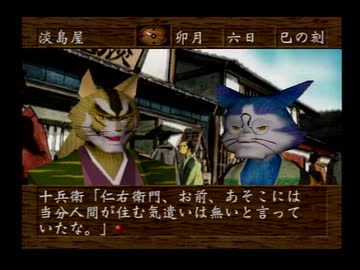 淡島屋 卯月 六日 巳の刻
十兵衛「仁右衛門、お前、あそこには
当分人間が住む気遣いは無いと言って
いたな。」